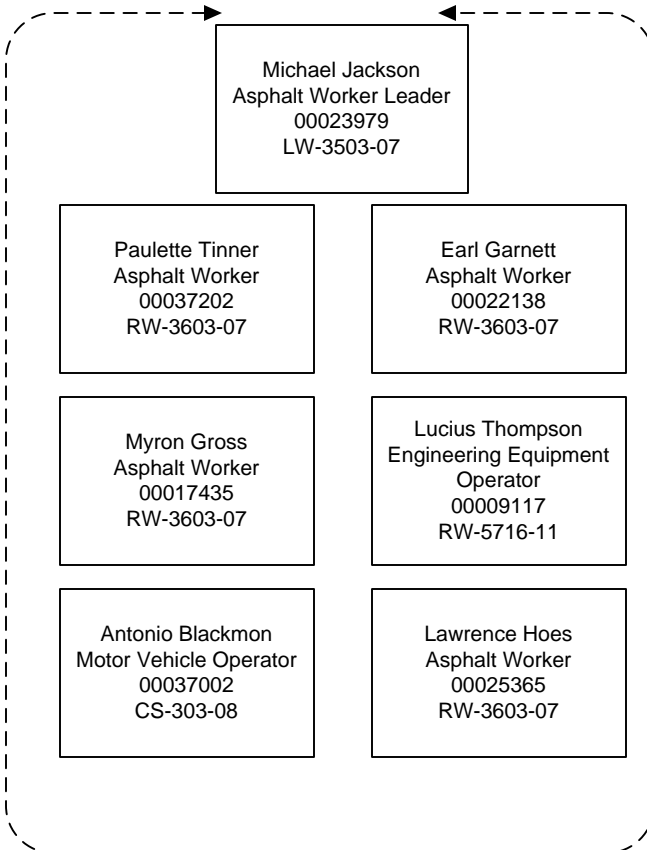 Michael Jackson
Asphalt Worker Leader
00023979
LW-3503-07
Paulette Tinner
Asphalt Worker
00037202
RW-3603-07
Earl Garnett
Asphalt Worker
00022138
RW-3603-07
Myron Gross
Asphalt Worker
00017435
RW-3603-07
Lucius Thompson
Engineering Equipment
Operator
00009117
RW-5716-11
Antonio Blackmon
Motor Vehicle Operator
00037002
CS-303-08
Lawrence Hoes
Asphalt Worker
00025365
RW-3603-07